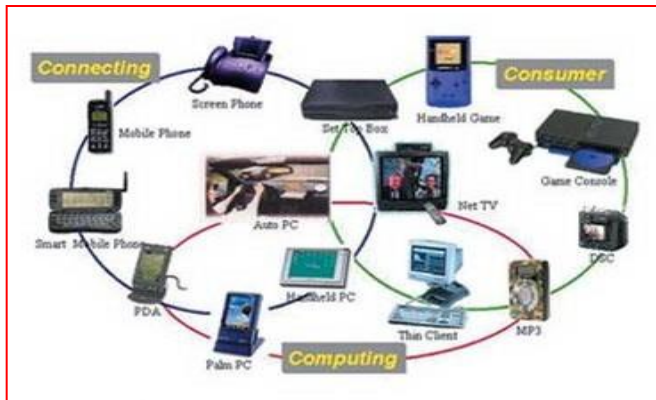 Connecting
Screen Phone
Consumer
Mobile Phone
Set Top Box
Handheld Game
Game Console
Auto PC
Net TV
Smart Mobile Phone
DSC
Handheld PC
PDA
Thin Client
MP3
Palm PC
Computing